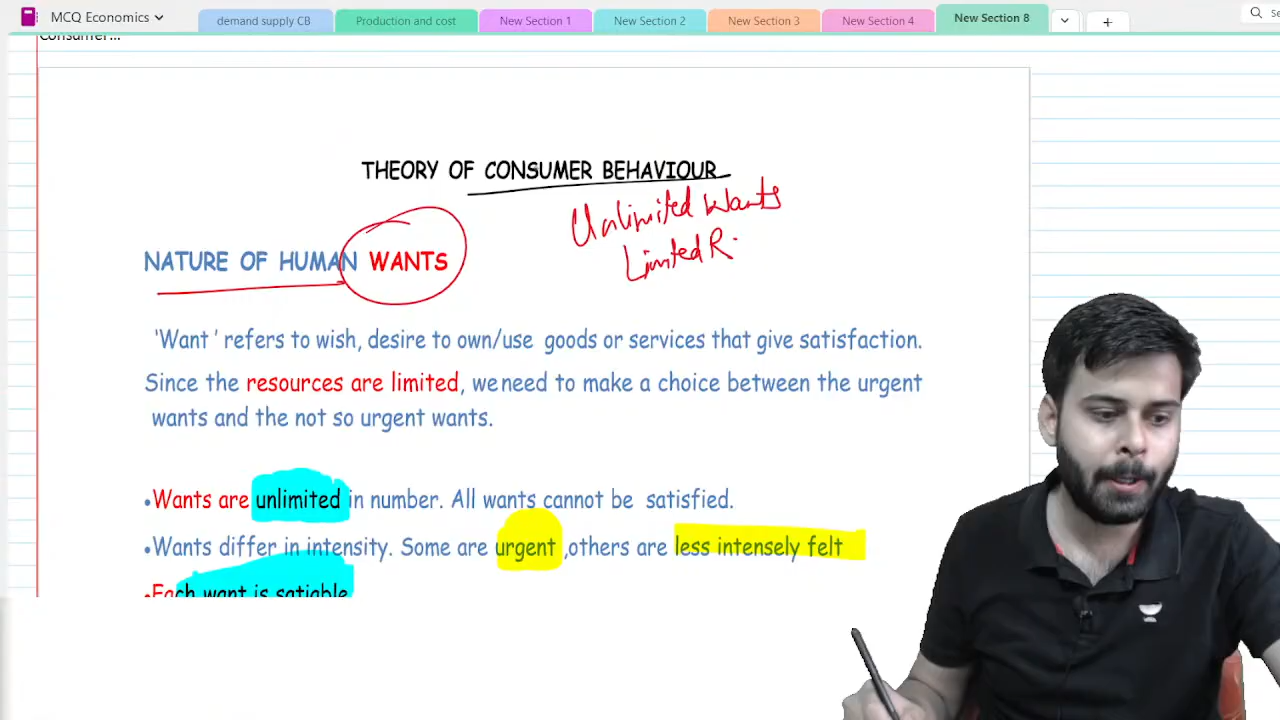 MCQ Economics
demand supply CB
Production and cost
New Section 1
New Section 2
New Section 3
New Section 4
New Section 8
+
Consumer...
THEORY OF CONSUMER BEHAVIOUR
Unlimited Wants
Limited R
NATURE OF HUMAN WANTS
'Want ' refers to wish, desire to own/use goods or services that give satisfaction.
Since the resources are limited, we need to make a choice between the urgent
wants and the not so urgent wants.
•Wants are unlimited in number. All wants cannot be satisfied.
•Wants differ in intensity. Some are urgent ,others are less intensely felt
•Each want is satiable